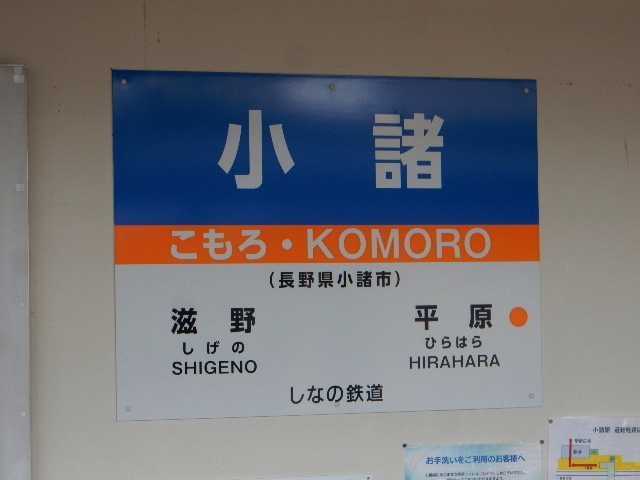 小諸
こもろ・KOMORO
（長野県小諸市）
滋野 平原
しげの ひらはら
SHIGENO HIRAHARA
しなの鉄道
お手洗いをご利用のお客様へ